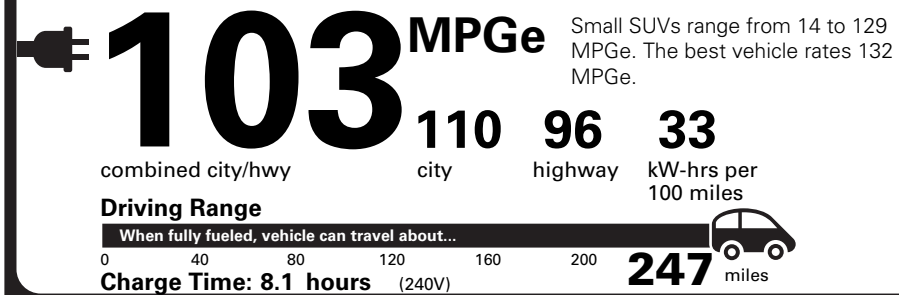 103 MPGe
Small SUVs range from 14 to 129
MPGe. The best vehicle rates 132
MPGe.
110 96 33
combined city/hwy city highway kW-hrs per
100 miles
Driving Range
When fully fueled, vehicle can travel about...
0 40 80 120 160 200 247 miles
Charge Time: 8.1 hours (240V)